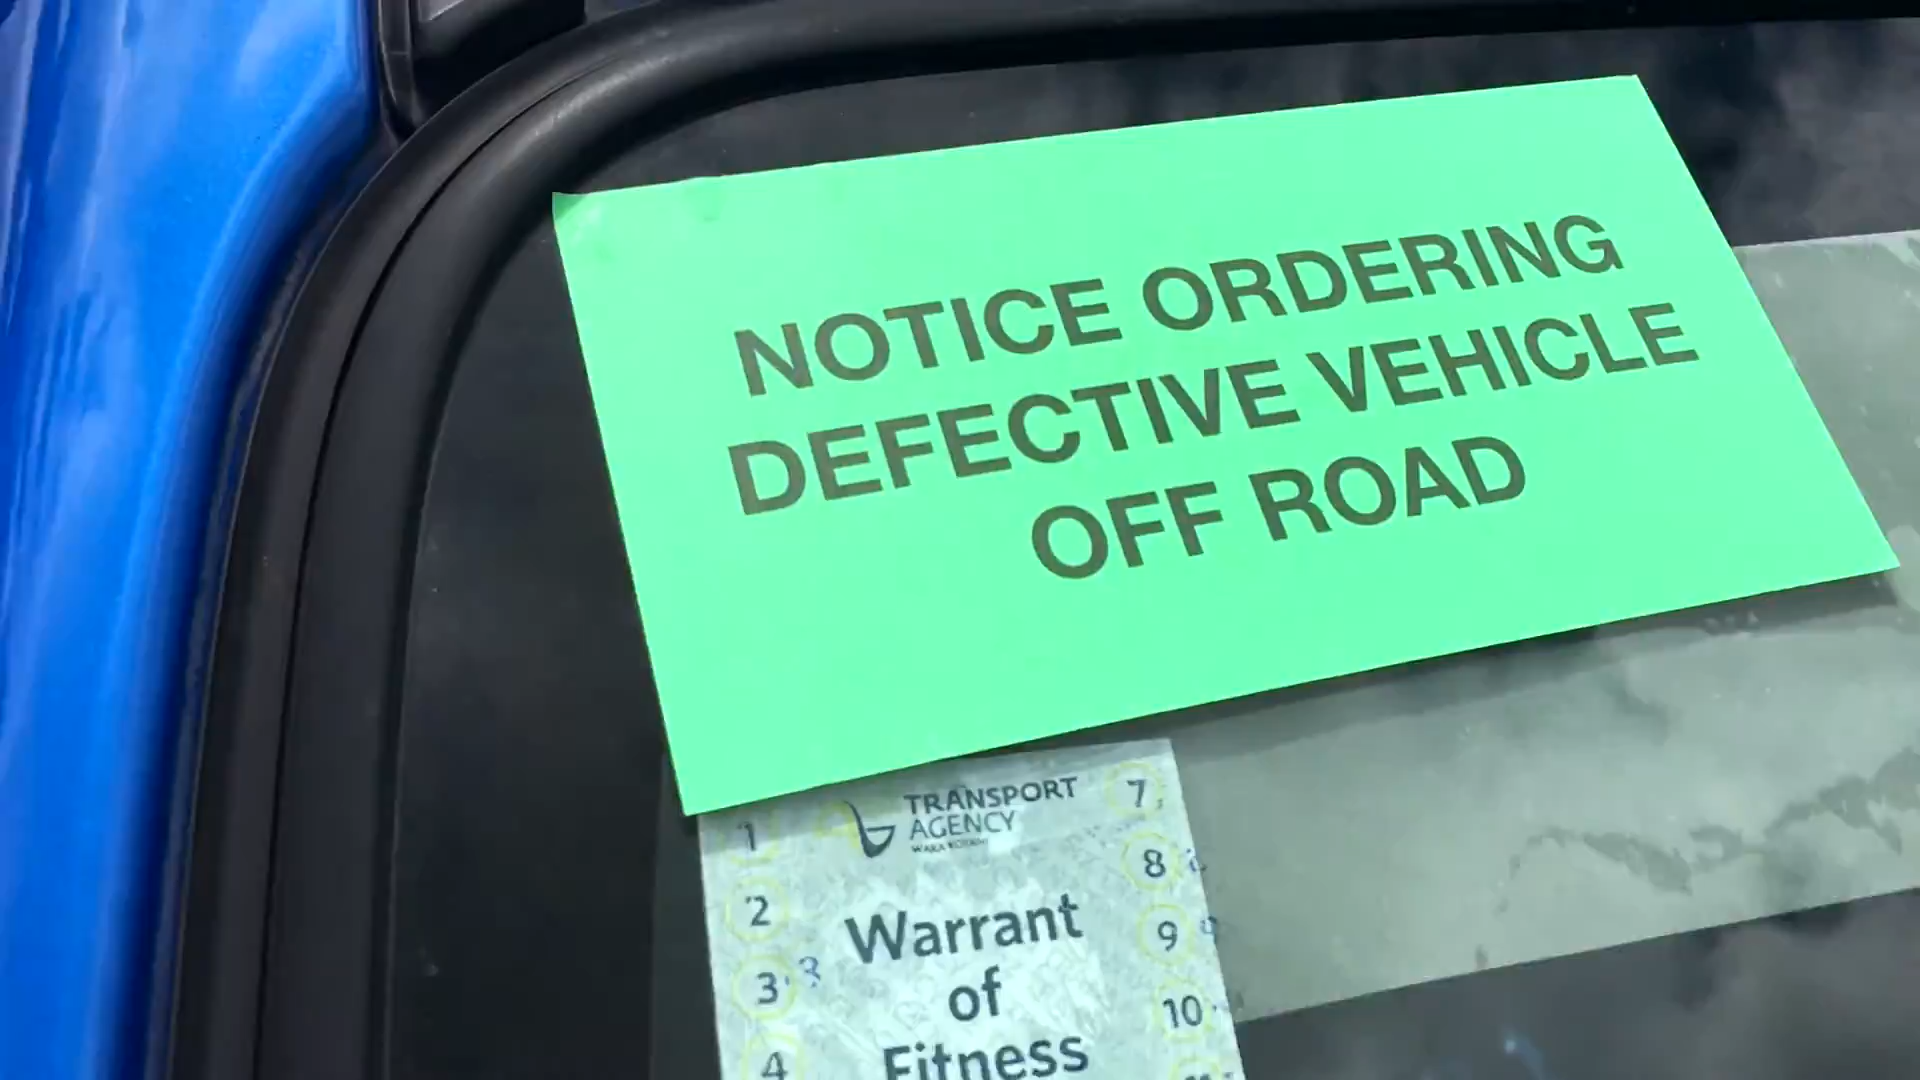 NOTICE ORDERING
DEFECTIVE VEHICLE
OFF ROAD
TRANSPORT
AGENCY
Warrant
of
Fitness
1
2
3
4
7
8
9
10